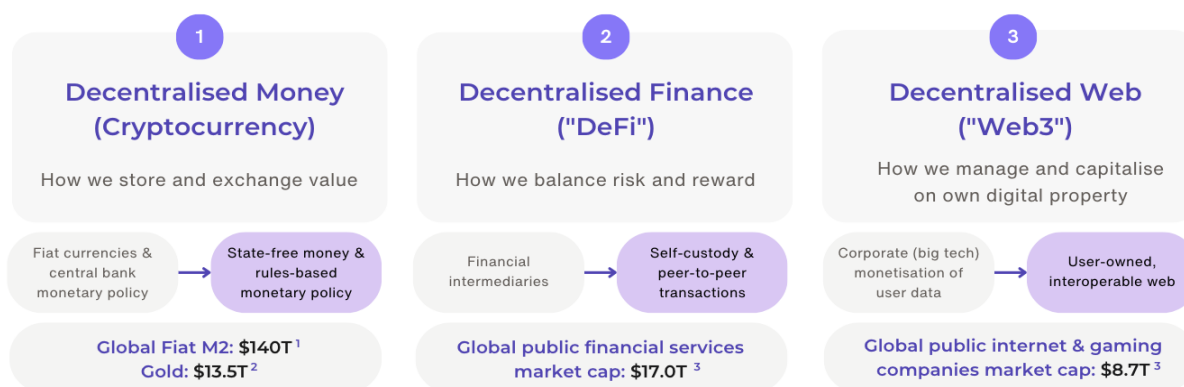 1
Decentralised Money
(Cryptocurrency)
How we store and exchange value
Fiat currencies &
central bank
monetary policy
State-free money &
rules-based
monetary policy
Global Fiat M2: $140T 1
Gold: $13.5T 2
2
Decentralised Finance
("DeFi")
How we balance risk and reward
Financial
intermediaries
Self-custody &
peer-to-peer
transactions
Global public financial services
market cap: $17.0T 3
3
Decentralised Web
("Web3")
How we manage and capitalise
on own digital property
Corporate (big tech)
monetisation of
user data
User-owned,
interoperable web
Global public internet & gaming
companies market cap: $8.7T 3